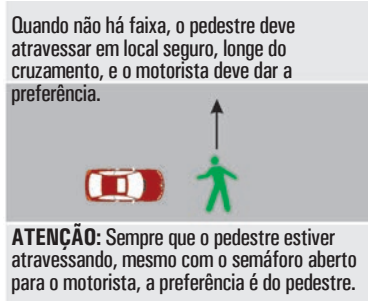 Quando não há faixa, o pedestre deve
atravessar em local seguro, longe do
cruzamento, e o motorista deve dar a
preferência.
ATENÇÃO: Sempre que o pedestre estiver
atravessando, mesmo com o semáforo aberto
para o motorista, a preferência é do pedestre.